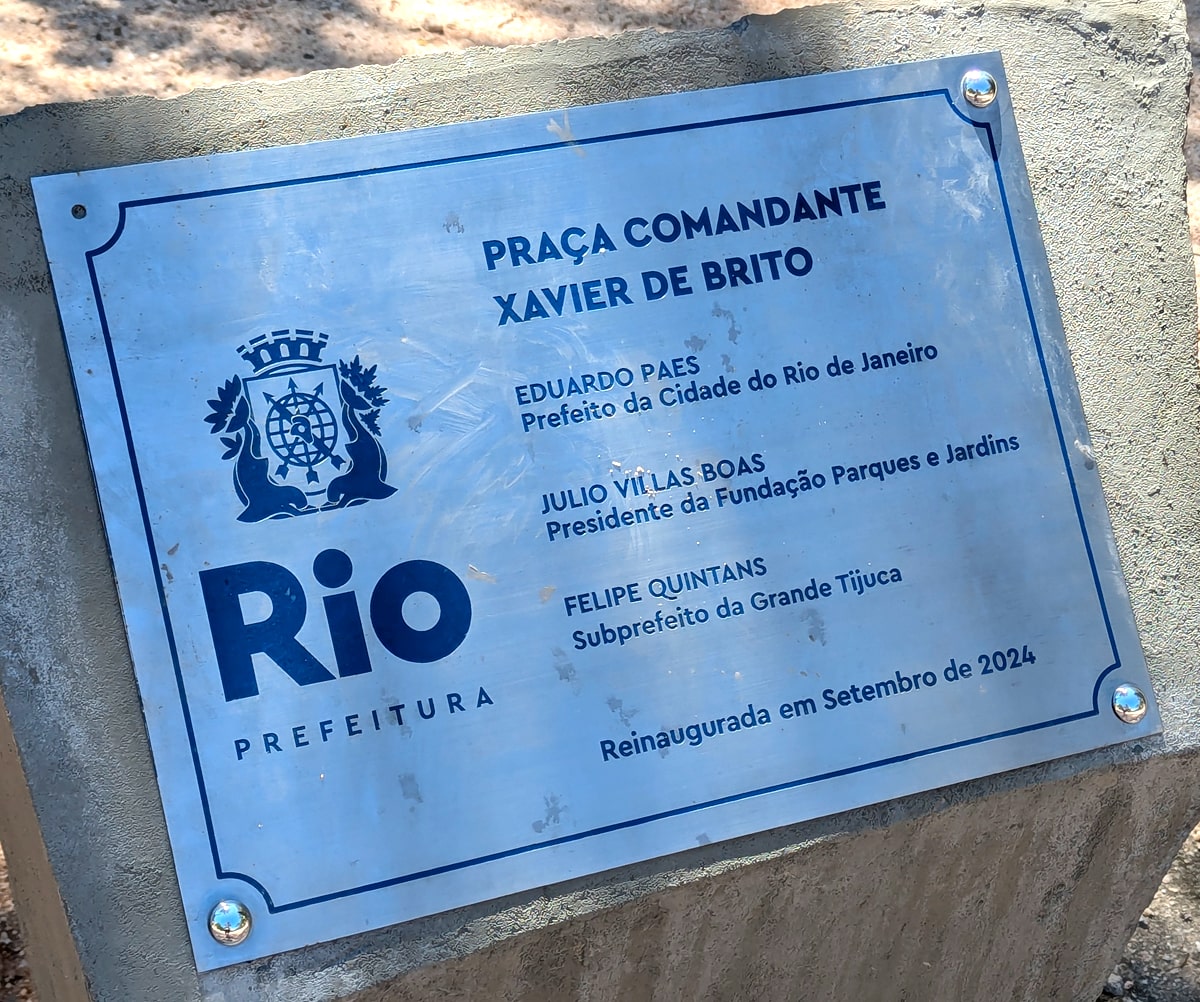 PRAÇA COMANDANTE
XAVIER DE BRITO
EDUARDO PAES
Prefeito da Cidade do Rio de Janeiro
JULIO VILLAS BOAS
Presidente da Fundação Parques e Jardins
FELIPE QUINTANS
Subprefeito da Grande Tijuca
Reinaugurada em Setembro de 2024
Rio
PREFEITURA